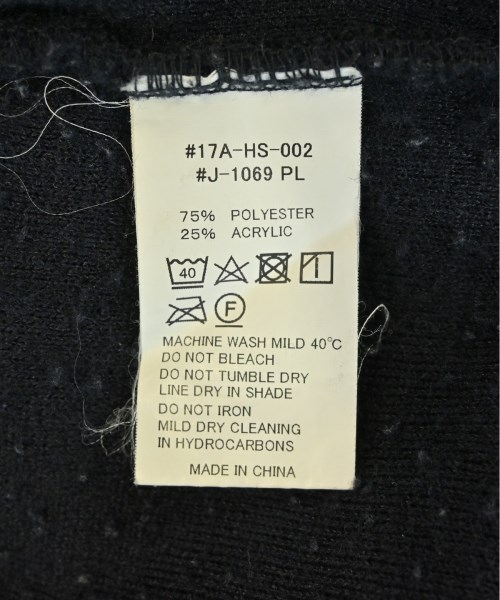 #17A-HS-002
#J-1069 PL
75% POLYESTER
25% ACRYLIC
40
F
MACHINE WASH MILD 40°C
DO NOT BLEACH
DO NOT TUMBLE DRY
LINE DRY IN SHADE
DO NOT IRON
MILD DRY CLEANING
IN HYDROCARBONS
MADE IN CHINA